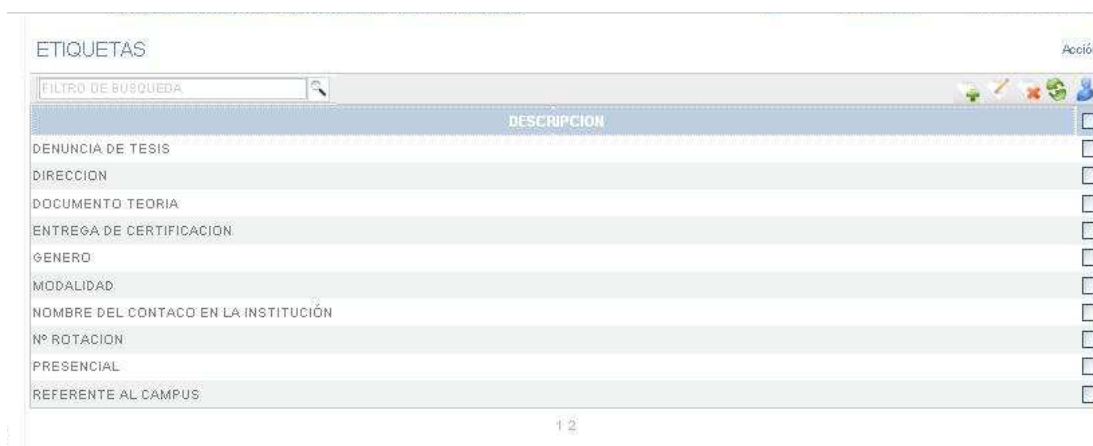 ETIQUETAS
Acció
FILTRO DE BUSQUEDA
DESCRIPCION
DENUNCIA DE TESIS
DIRECCION
DOCUMENTO TEORIA
ENTREGA DE CERTIFICACION
GENERO
MODALIDAD
NOMBRE DEL CONTACO EN LA INSTITUCIÓN
Nº ROTACION
PRESENCIAL
REFERENTE AL CAMPUS
1 2